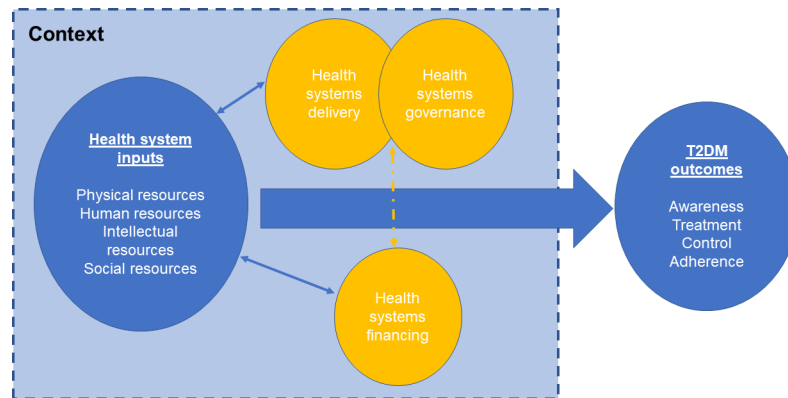 Context
Health system
inputs
Physical resources
Human resources
Intellectual
resources
Social resources
Health
systems
delivery
Health
systems
governance
Health
systems
financing
T2DM
outcomes
Awareness
Treatment
Control
Adherence